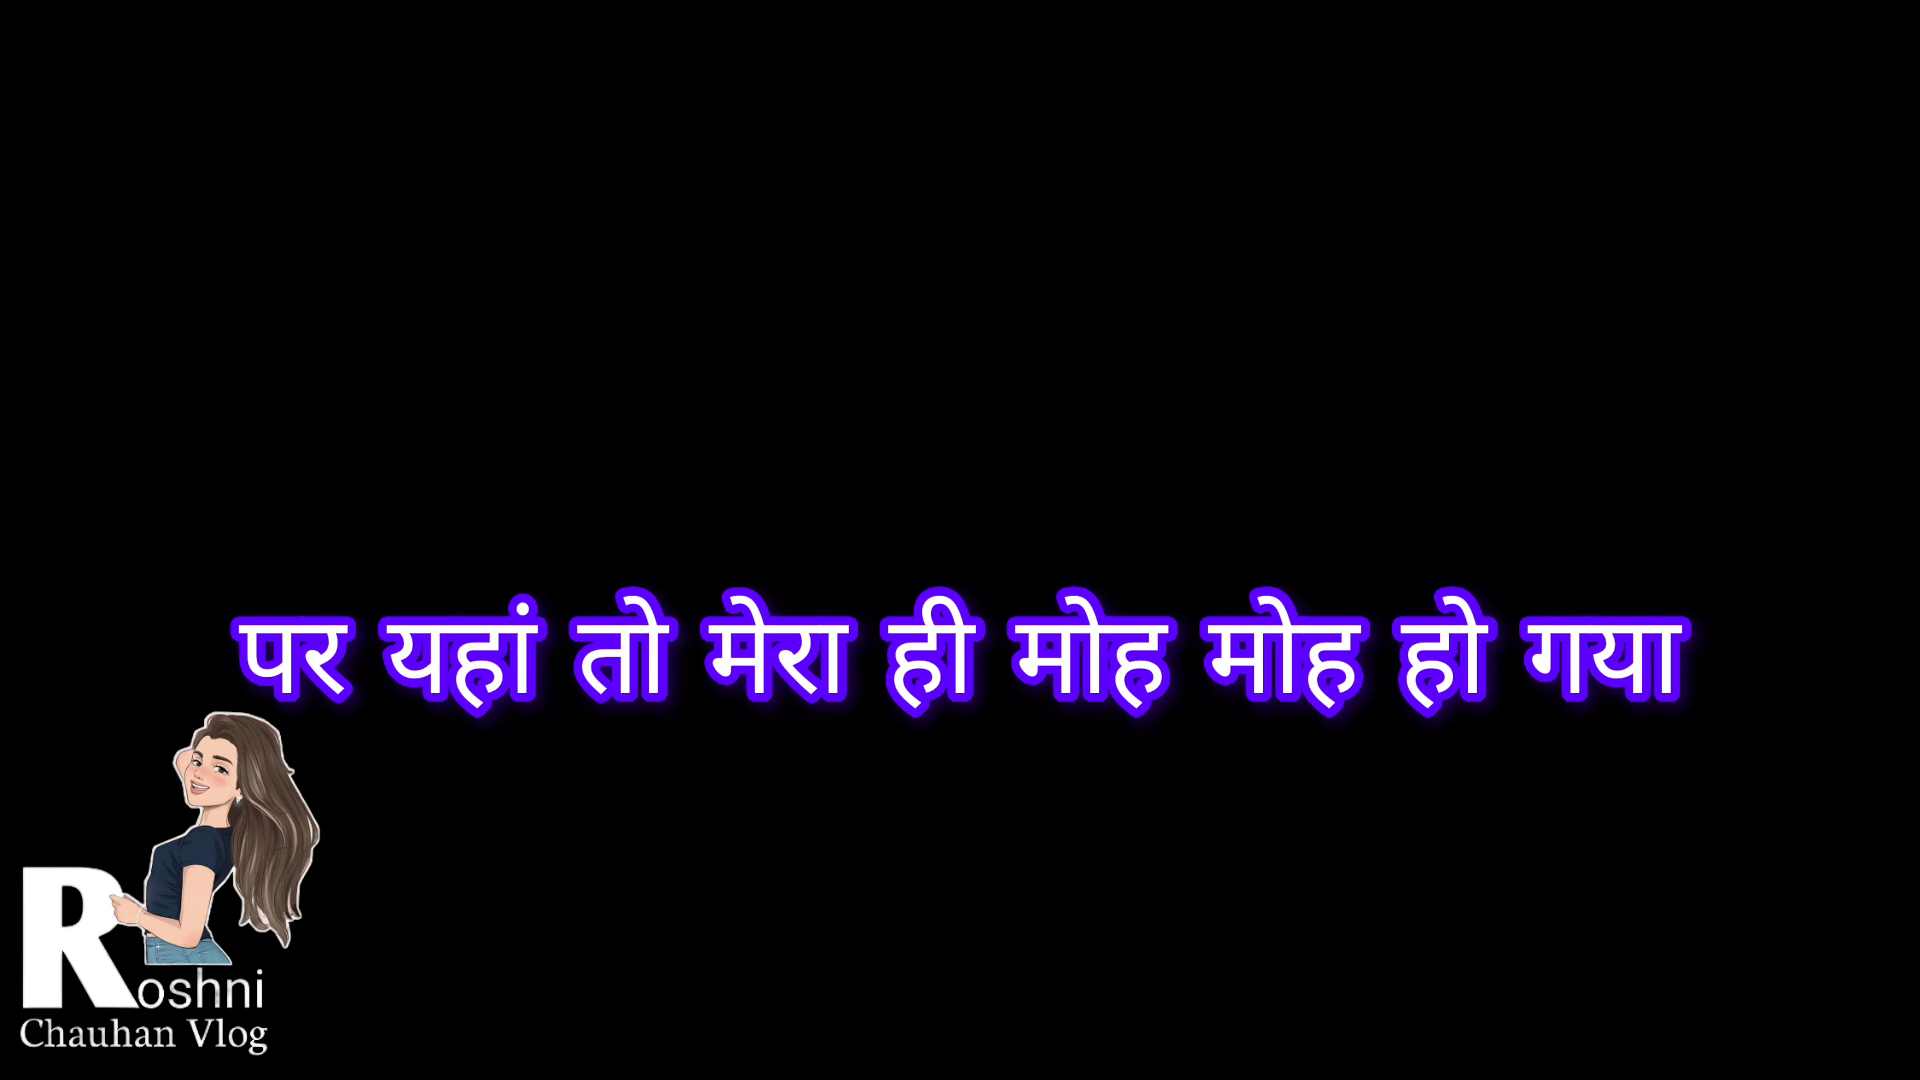 पर यहां तो मेरा ही मोह मोह हो गया
Roshni
Chauhan Vlog